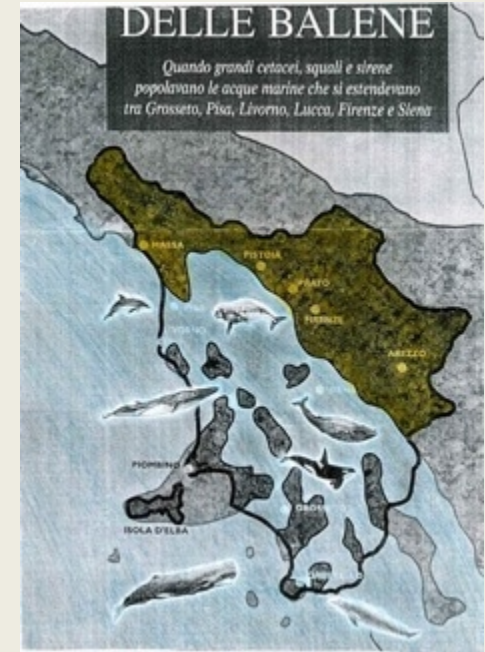 DELLE BALENE
Quando grandi cetacei, squali e sirene
popolavano le acque marine che si estendevano
tra Grosseto, Pisa, Livorno, Lucca, Firenze e Siena
MASSA
PISTOIA
PRATO
FIRENZE
AREZZO
PIOMBINO
ISOLA D'ELBA